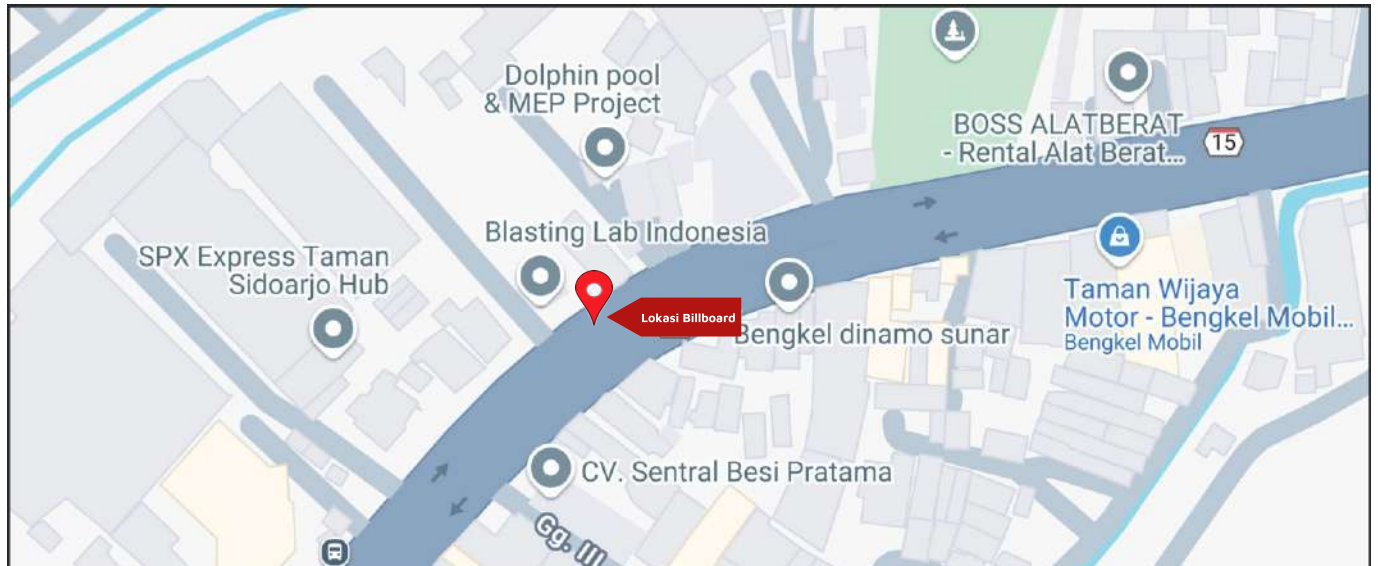 Dolphin pool
& MEP Project
BOSS ALATBERAT
- Rental Alat Berat...
15
Blasting Lab Indonesia
SPX Express Taman
Sidoarjo Hub
Lokasi Billboard
Bengkel dinamo sunar
Taman Wijaya
Motor - Bengkel Mobil...
Bengkel Mobil
CV. Sentral Besi Pratama
Gg. III